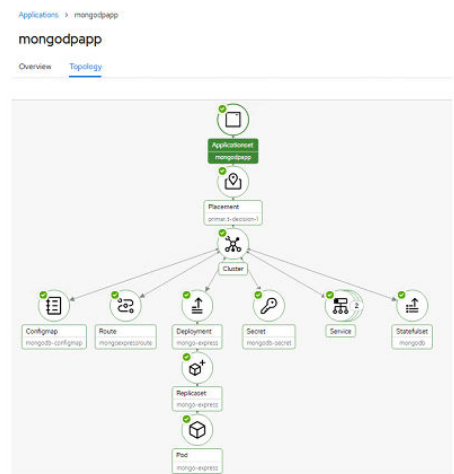 Applications > mongodpapp
mongodpapp
Overview Topology
Applicationset
mongodpapp
Placement
Cluster
Configmap
mongodb-configmap
Route
mongoexpressroute
Deployment
mongo-express
Secret
mongodb-secret
2
Service
Statefulset
mongodb
Replicaset
mongo-express
Pod
mongo-express